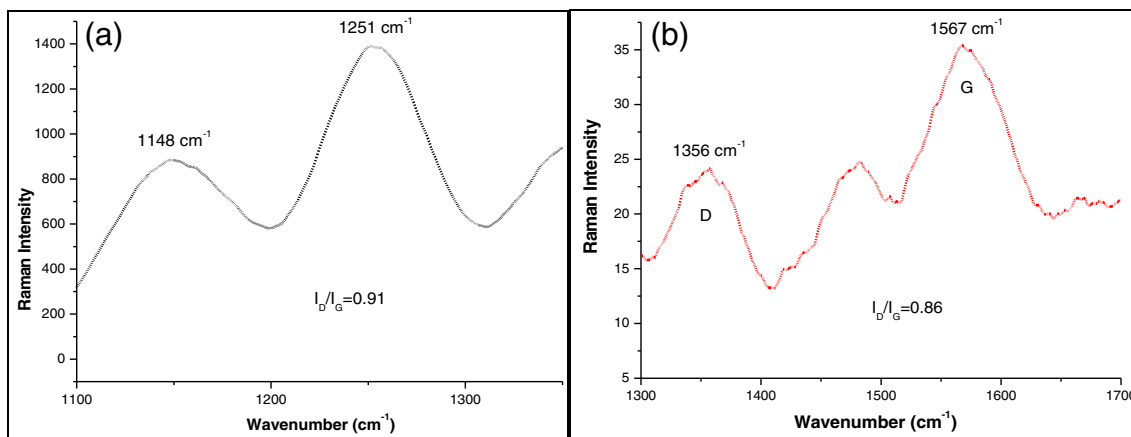 (a)
1251 cm⁻¹
1148 cm⁻¹
I_D/I_G=0.91
Raman Intensity
1400
1200
1000
800
600
400
200
0
1100
1200
1300
Wavenumber (cm⁻¹)
(b)
1567 cm⁻¹
G
1356 cm⁻¹
D
I_D/I_G=0.86
Raman Intensity
35
30
25
20
15
10
5
1300
1400
1500
1600
1700
Wavenumber (cm⁻¹)